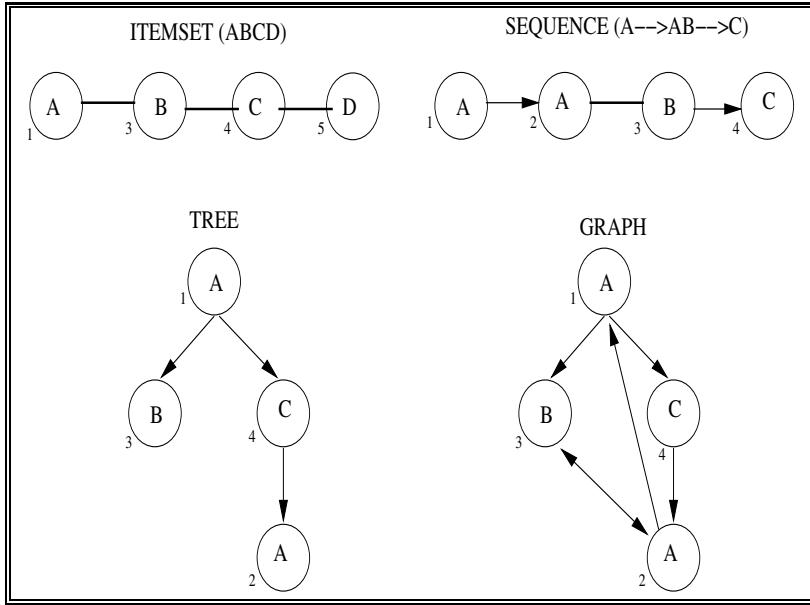 ITEMSET (ABCD)
A B C D
1 3 4 5
SEQUENCE (A-->AB-->C)
A A B C
1 2 3 4
TREE
A
1
B C
3 4
A
2
GRAPH
A
1
B C
3 4
A
2